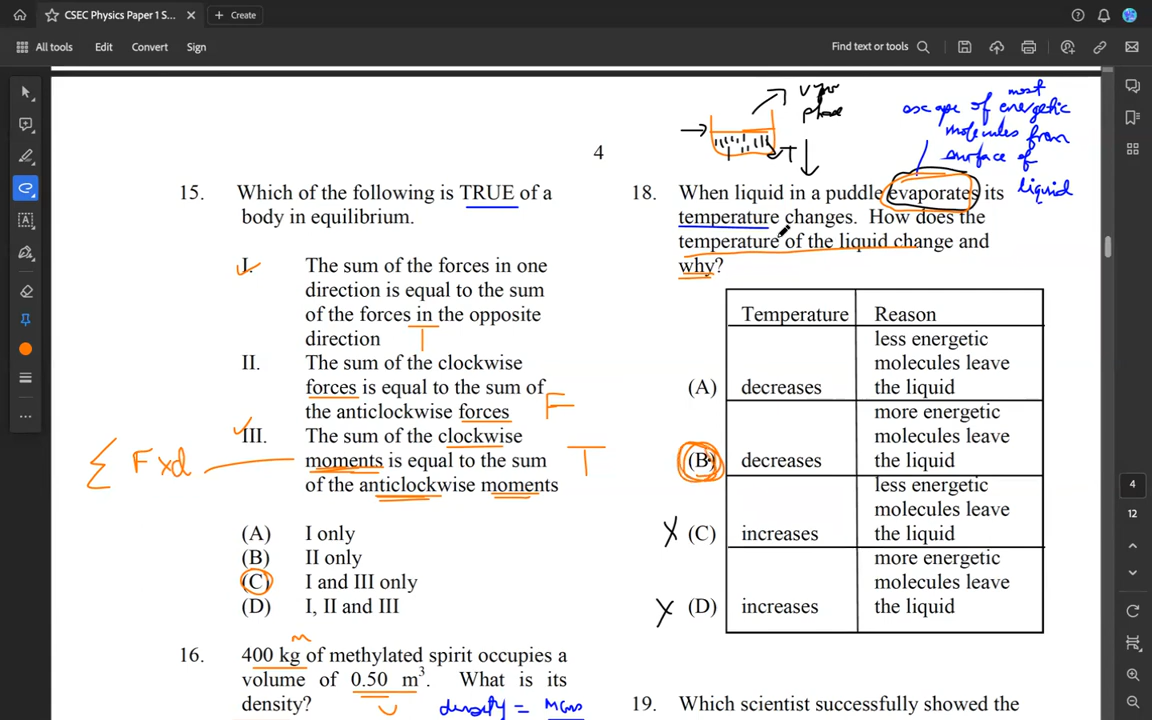 CSEC Physics Paper 1 S...
Create
All tools
Edit
Convert
Sign
Find text or tools
4
15. Which of the following is TRUE of a
body in equilibrium.
I. The sum of the forces in one
direction is equal to the sum
of the forces in the opposite
direction
T
II. The sum of the clockwise
forces is equal to the sum of
the anticlockwise forces
F
III. The sum of the clockwise
moments is equal to the sum
of the anticlockwise moments
T
Σ Fxd
(A) I only
(B) II only
(C) I and III only
(D) I, II and III
m
16. 400 kg of methylated spirit occupies a
volume of 0.50 m³. What is its
density?
v
density = mass
phase
T
most
escape of energetic
molecules from
surface of
liquid
18. When liquid in a puddle evaporates its
temperature changes. How does the
temperature of the liquid change and
why?
Temperature Reason
less energetic
molecules leave
(A) decreases the liquid
more energetic
molecules leave
(B) decreases the liquid
less energetic
molecules leave
X (C) increases the liquid
more energetic
molecules leave
X (D) increases the liquid
19. Which scientist successfully showed the
4
12